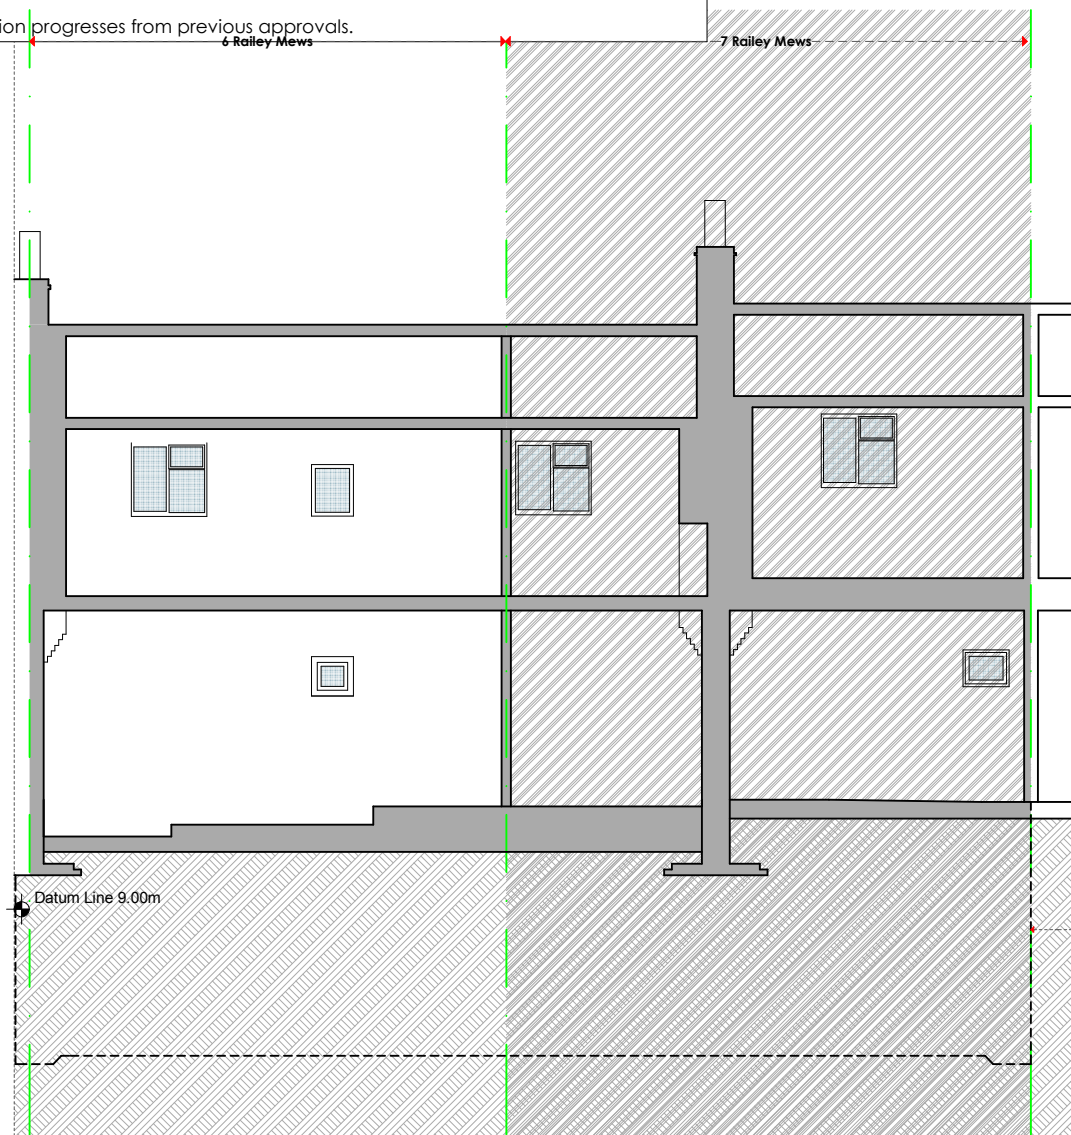 ion progresses from previous approvals.
6 Railey Mews
7 Railey Mews
Datum Line 9.00m